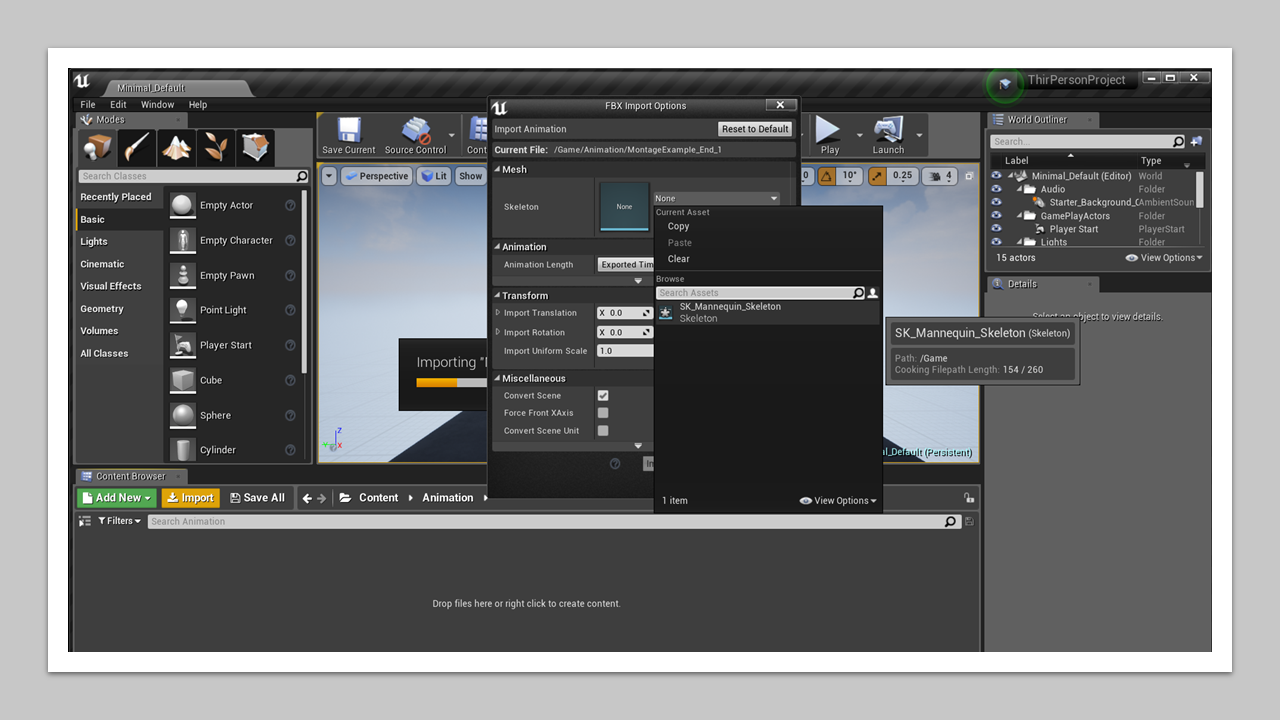 Minimal_Default
ThirPersonProject
File Edit Window Help
Modes
Search Classes
Recently Placed
Basic
Lights
Cinematic
Visual Effects
Geometry
Volumes
All Classes
Empty Actor
Empty Character
Empty Pawn
Point Light
Player Start
Cube
Sphere
Cylinder
Save Current
Source Control
Play
Launch
Perspective
Lit
Show
10°
0.25
4
Importing
FBX Import Options
Import Animation
Reset to Default
Current File: /Game/Animation/MontageExample_End_1
Mesh
Skeleton
None
None
Animation
Animation Length
Exported Tim
Transform
Import Translation X 0.0
Import Rotation X 0.0
Import Uniform Scale 1.0
Miscellaneous
Convert Scene
Force Front XAxis
Convert Scene Unit
Current Asset
Copy
Paste
Clear
Browse
Search Assets
SK_Mannequin_Skeleton
Skeleton
1 item
View Options
SK_Mannequin_Skeleton (Skeleton)
Path: /Game
Cooking Filepath Length: 154 / 260
World Outliner
Search...
Label Type
Minimal_Default (Editor) World
Audio Folder
Starter_Background_C AmbientSoun
GamePlayActors Folder
Player Start PlayerStart
Lights Folder
15 actors
View Options
Details
Select an object to view details.
al_Default (Persistent)
Z
Y
X
Content Browser
Add New
Import
Save All
Content
Animation
Filters
Search Animation
Drop files here or right click to create content.